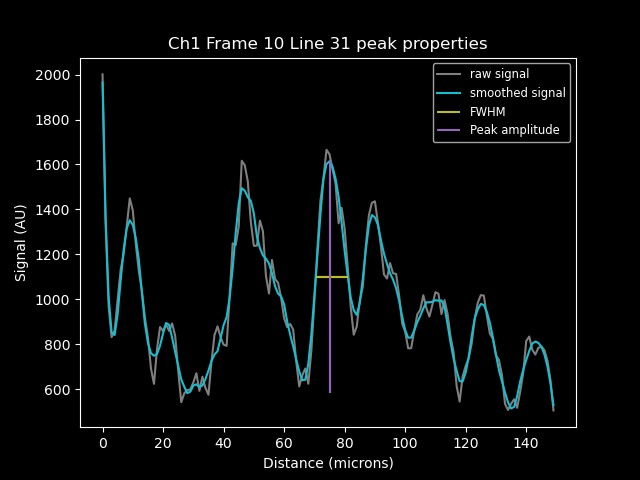 Ch1 Frame 10 Line 31 peak properties
raw signal
smoothed signal
FWHM
Peak amplitude
Signal (AU)
2000
1800
1600
1400
1200
1000
800
600
0 20 40 60 80 100 120 140
Distance (microns)